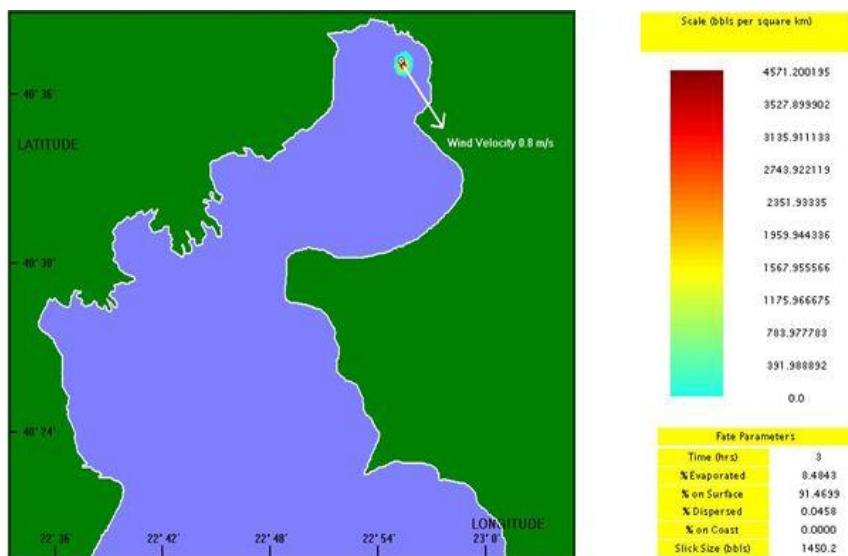 40° 36'
LATITUDE
40° 30'
40° 24'
22° 36'
22° 42'
22° 48'
22° 54'
23° 0'
LONGITUDE
Wind Velocity 0.8 m/s
Scale (bbls per square km)
4571.200195
3527.899902
3135.911133
2743.922119
2351.93335
1959.944336
1567.955566
1175.966675
783.977783
391.988892
0.0
Fate Parameters
Time (hrs) 3
% Evaporated 8.4843
% on Surface 91.4699
% Dispersed 0.0458
% on Coast 0.0000
Slick Size (bbls) 1450.2